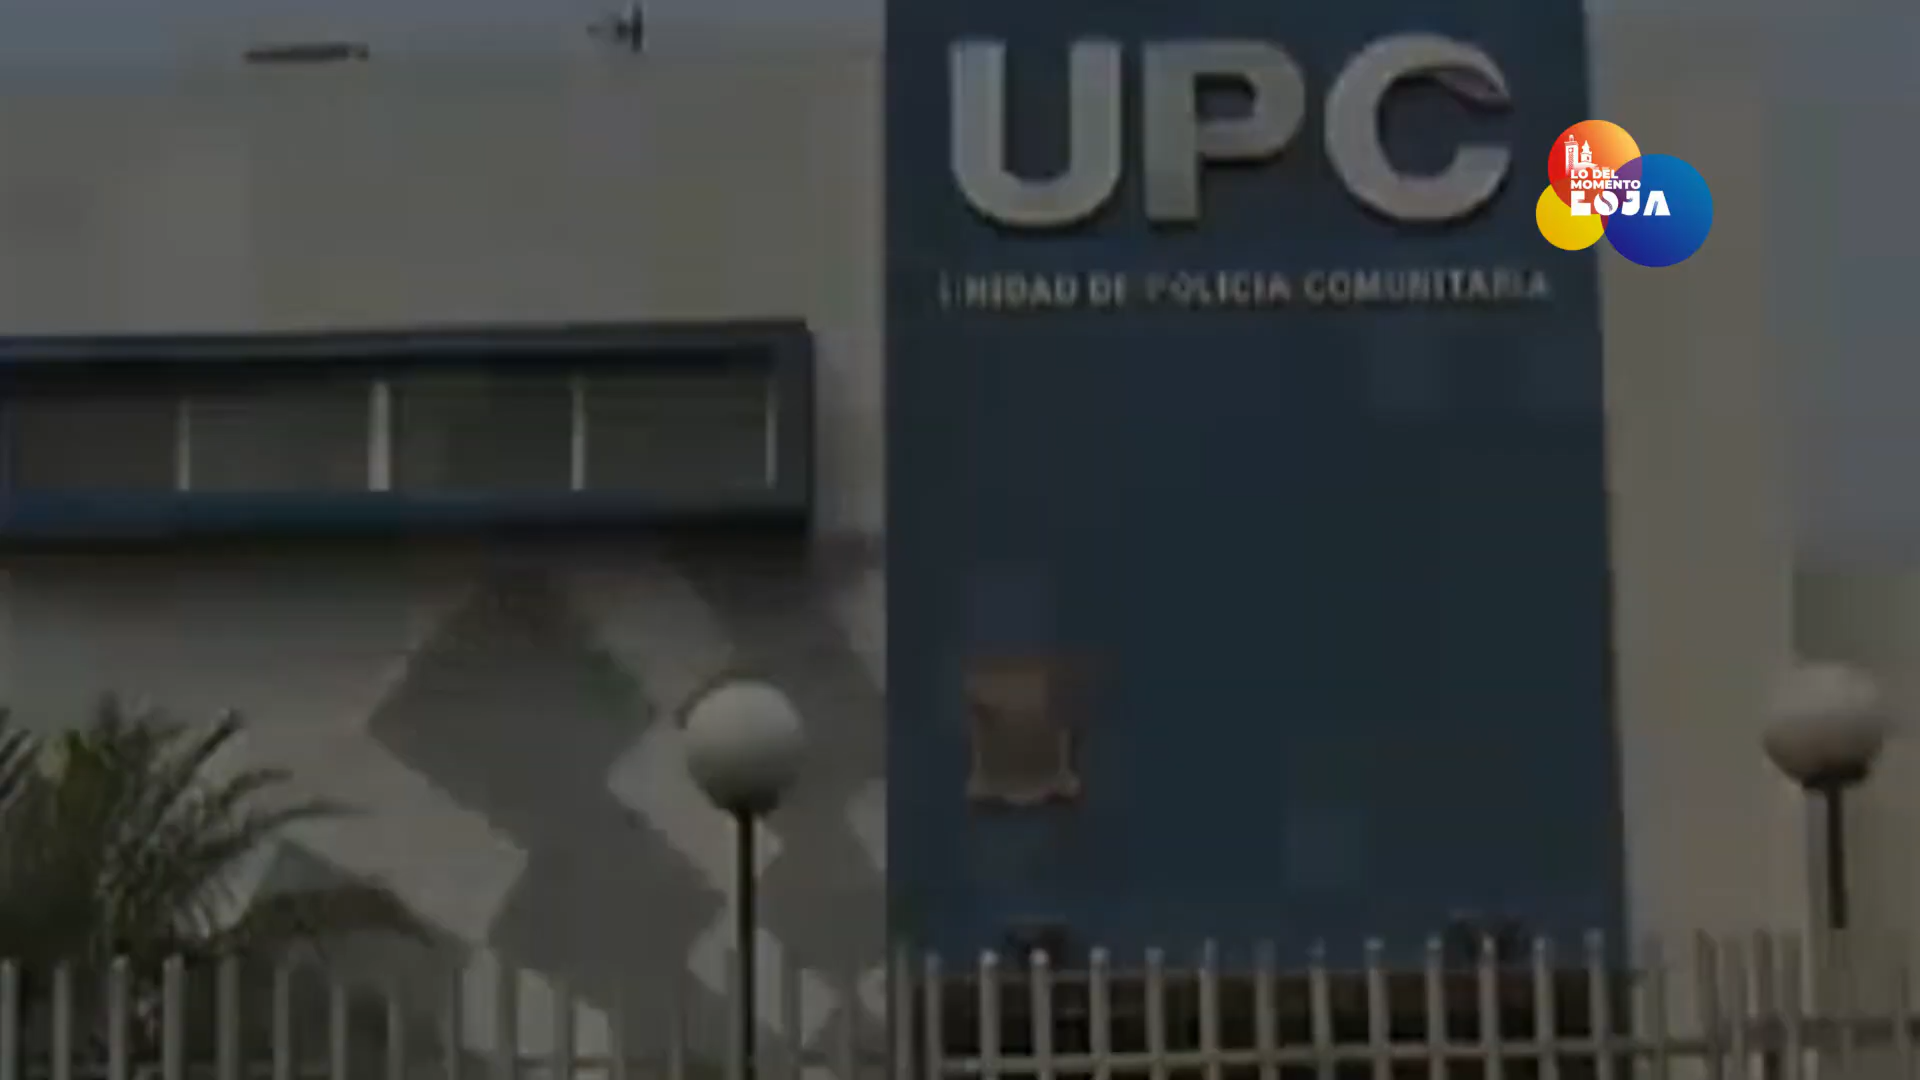 UPC
UNIDAD DE POLICIA COMUNITARIA
LO DEL
MOMENTO
LOJA